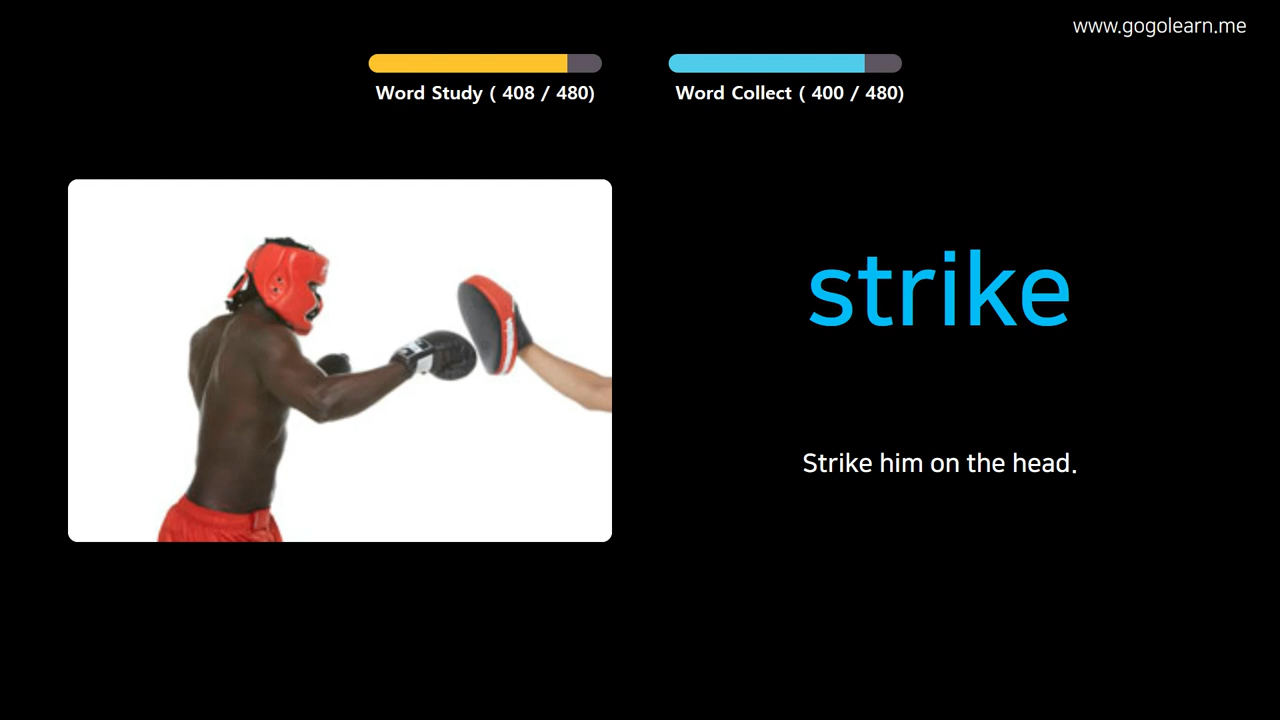 www.gogolearn.me
Word Study ( 408 / 480)
Word Collect ( 400 / 480)
strike
Strike him on the head.